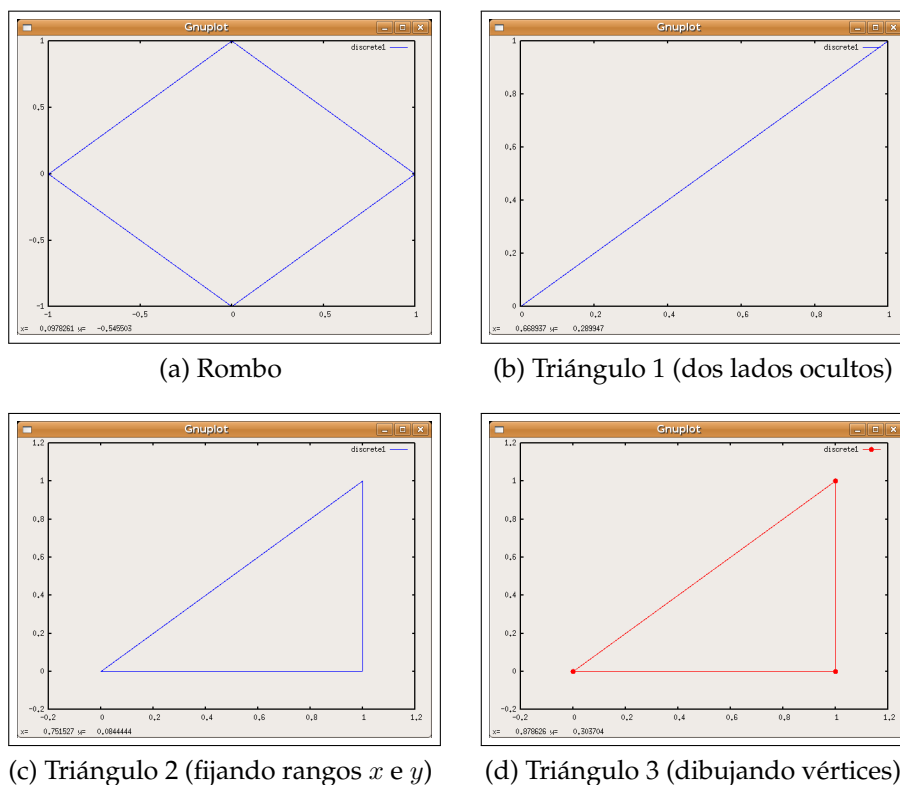 Gnuplot
discrete1
1
0.5
0
-0.5
-1
-1 -0.5 0 0.5 1
x= 0.0978261 y= -0.545503
(a) Rombo
Gnuplot
discrete1
1
0.8
0.6
0.4
0.2
0
0 0.2 0.4 0.6 0.8 1
x= 0.668937 y= 0.289947
(b) Triángulo 1 (dos lados ocultos)
Gnuplot
discrete1
1.2
1
0.8
0.6
0.4
0.2
0
-0.2
-0.2 0 0.2 0.4 0.6 0.8 1 1.2
x= 0.751527 y= 0.0844444
(c) Triángulo 2 (fijando rangos x e y)
Gnuplot
discrete1
1.2
1
0.8
0.6
0.4
0.2
0
-0.2
-0.2 0 0.2 0.4 0.6 0.8 1 1.2
x= 0.878626 y= 0.303704
(d) Triángulo 3 (dibujando vértices)